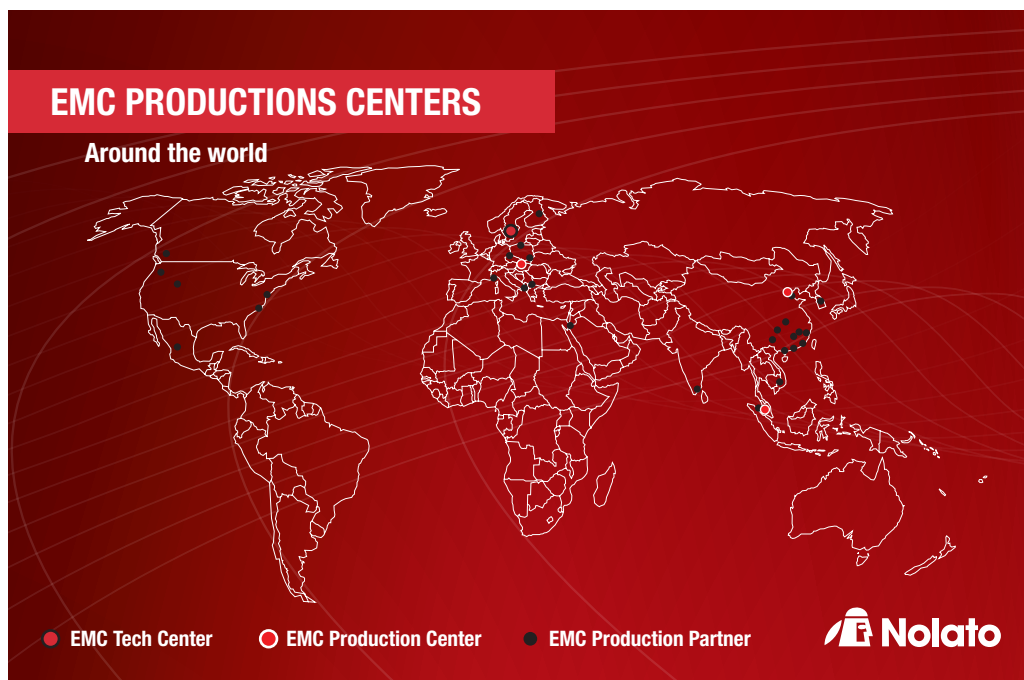 EMC PRODUCTIONS CENTERS
Around the world
EMC Tech Center
EMC Production Center
EMC Production Partner
Nolato